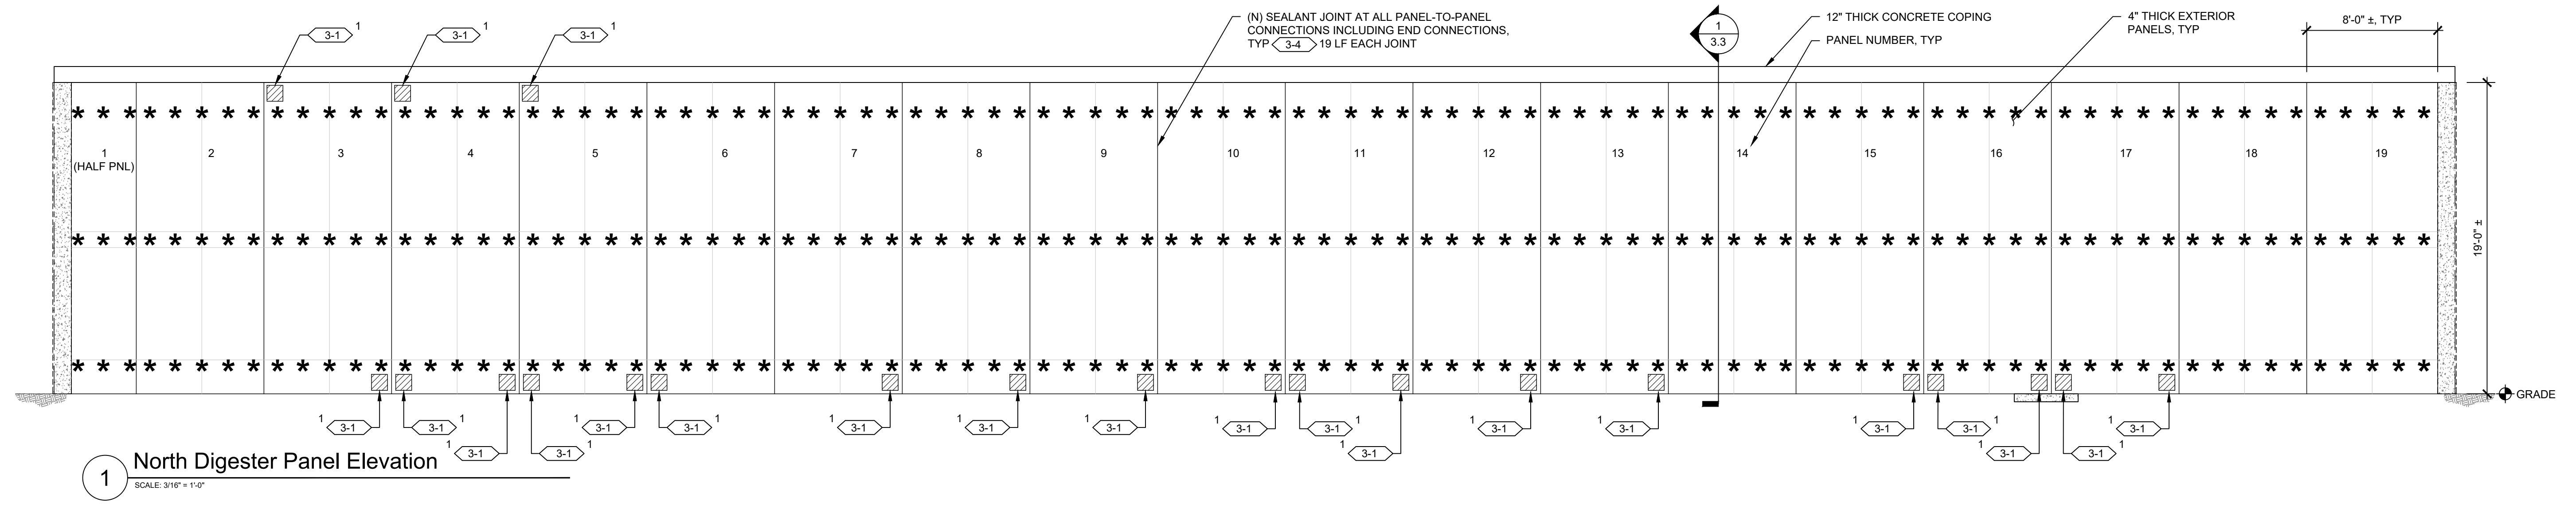 3-1 1
3-1 1
3-1 1
(N) SEALANT JOINT AT ALL PANEL-TO-PANEL
CONNECTIONS INCLUDING END CONNECTIONS,
TYP 3-4 19 LF EACH JOINT
1
3.3
12" THICK CONCRETE COPING
PANEL NUMBER, TYP
4" THICK EXTERIOR
PANELS, TYP
8'-0" ±, TYP
* * * * * * * * * * * * * * * * * * * * * * * * * * * * * * * * * * * * * * * * * * * * * * * * * * * * * * * * * * * * * * * * * * * * * * * * * * * * * * * * * * * * * * * * * * * * *
1 2 3 4 5 6 7 8 9 10 11 12 13 14 15 16 17 18 19
(HALF PNL)
* * * * * * * * * * * * * * * * * * * * * * * * * * * * * * * * * * * * * * * * * * * * * * * * * * * * * * * * * * * * * * * * * * * * * * * * * * * * * * * * * * * * * * * * * * * * *
19'-0" ±
* * * * * * * * * * * * * * * * * * * * * * * * * * * * * * * * * * * * * * * * * * * * * * * * * * * * * * * * * * * * * * * * * * * * * * * * * * * * * * * * * * * * * * * * * * * * *
GRADE
1 3-1
3-1 1
1 3-1
3-1 1
1 3-1
3-1 1
1 3-1
1 3-1
1 3-1
1 3-1
3-1 1
1 3-1
1 3-1
1 3-1
1 3-1
3-1 1
1 3-1
3-1 1
1 3-1
1
North Digester Panel Elevation
SCALE: 3/16" = 1'-0"